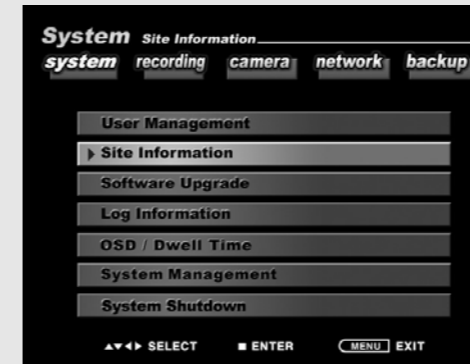 System Site Information
system recording camera network backup
User Management
Site Information
Software Upgrade
Log Information
OSD / Dwell Time
System Management
System Shutdown
▲▼◀▶ SELECT ■ ENTER MENU EXIT